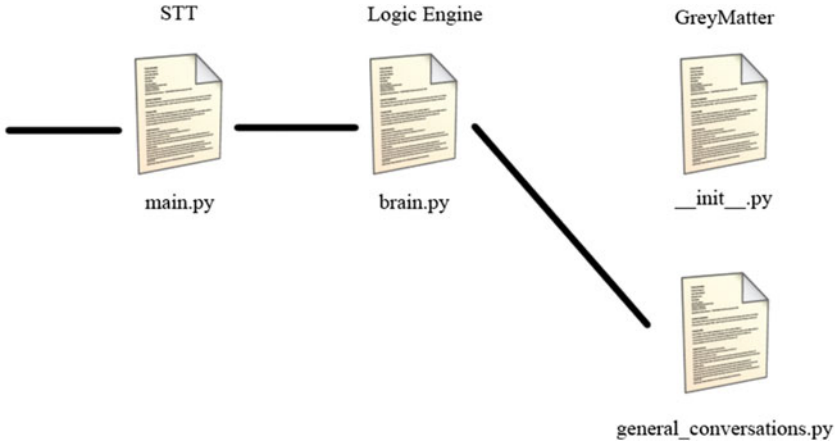 STT
Logic Engine
GreyMatter
main.py
brain.py
__init__.py
general_conversations.py